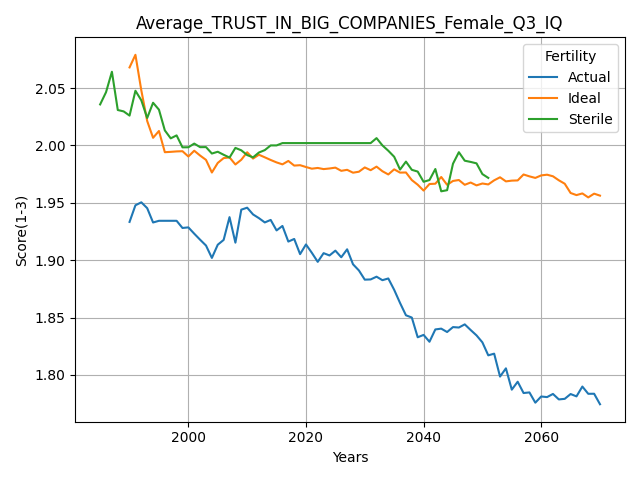 Average_TRUST_IN_BIG_COMPANIES_Female_Q3_IQ
Fertility
Actual
Ideal
Sterile
Score(1-3)
2.05
2.00
1.95
1.90
1.85
1.80
2000
2020
2040
2060
Years